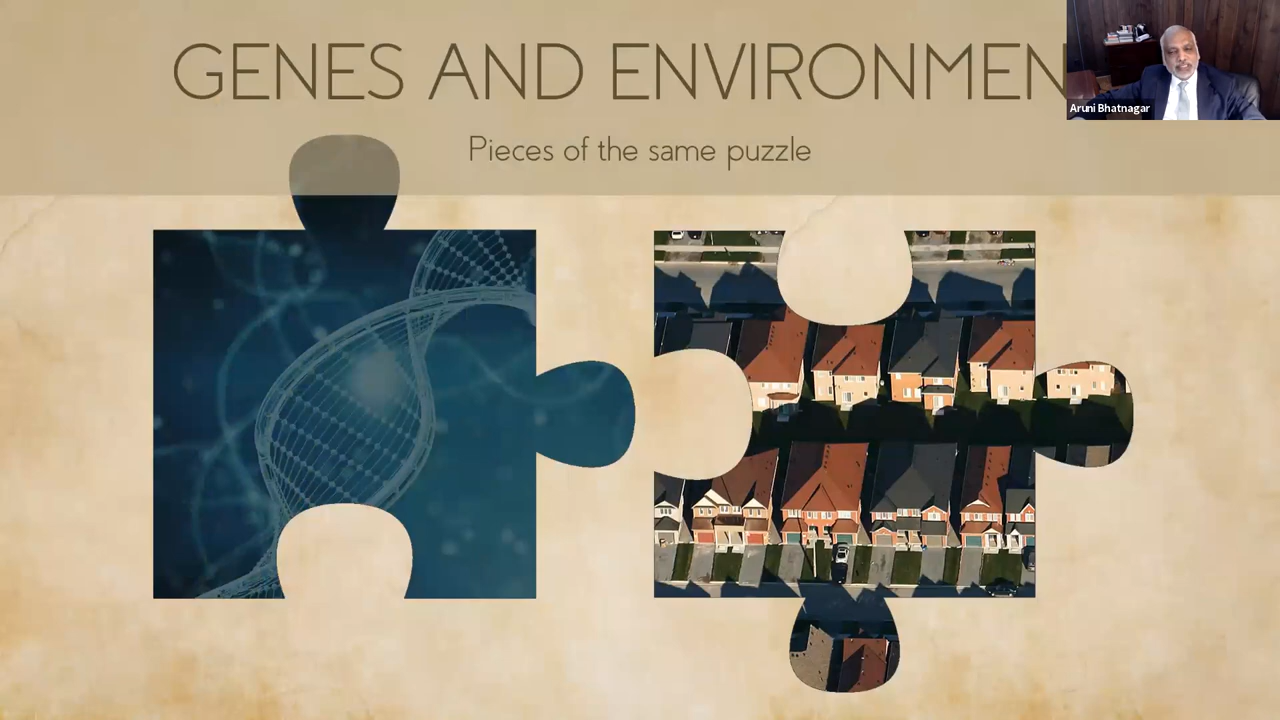 GENES AND ENVIRONMEN
Aruni Bhatnagar
Pieces of the same puzzle